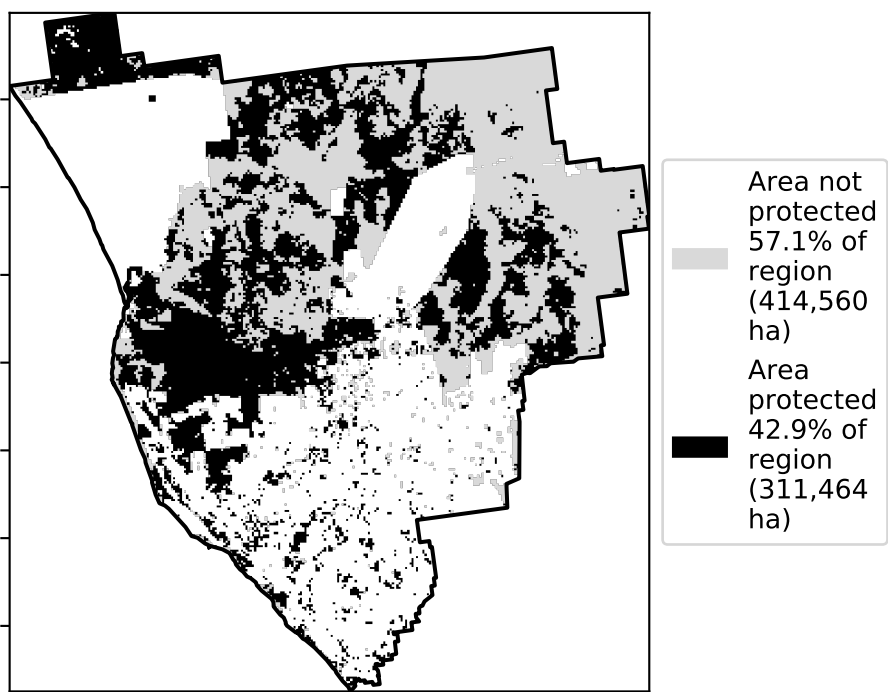 Area not
protected
57.1% of
region
(414,560
ha)
Area
protected
42.9% of
region
(311,464
ha)